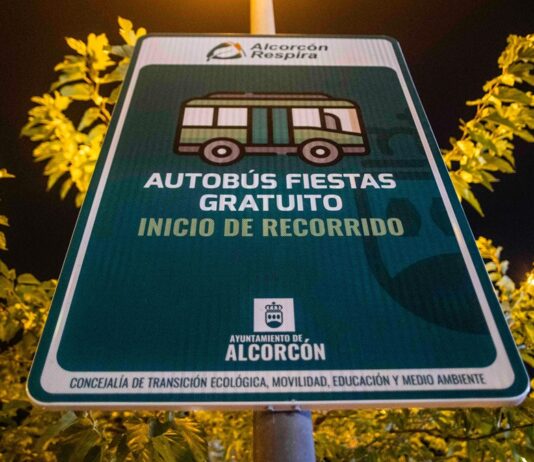 Alcorcón
Respira
AUTOBÚS FIESTAS
GRATUITO
INICIO DE RECORRIDO
AYUNTAMIENTO DE
ALCORCÓN
CONCEJALÍA DE TRANSICIÓN ECOLÓGICA, MOVILIDAD, EDUCACIÓN Y MEDIO AMBIENTE